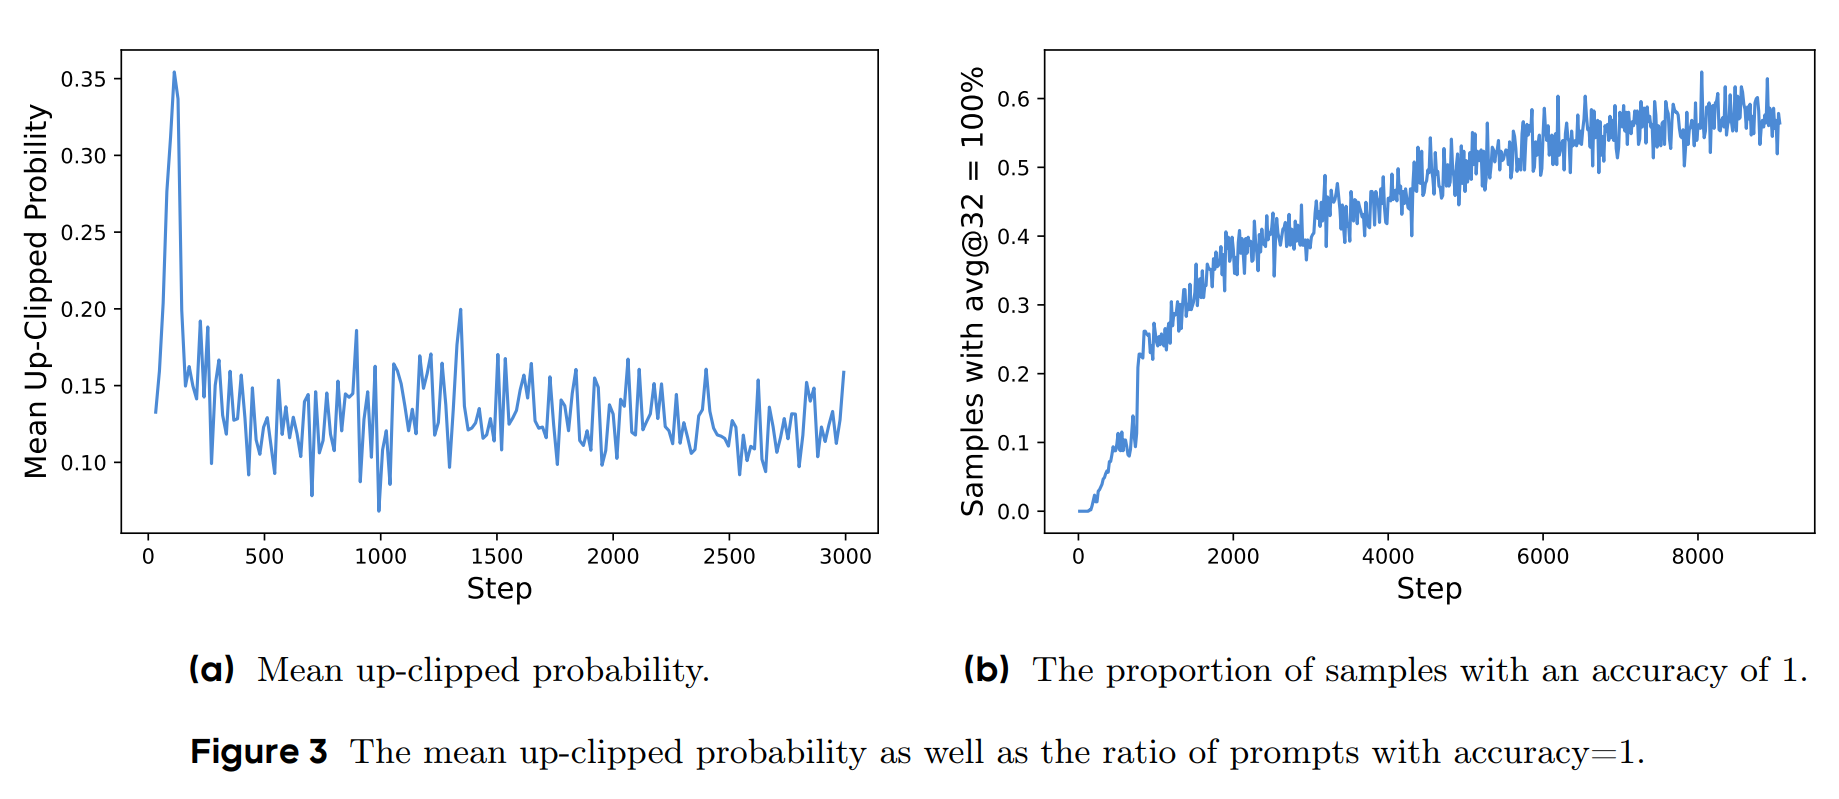 Mean Up-Clipped Probility
0.35
0.30
0.25
0.20
0.15
0.10
0 500 1000 1500 2000 2500 3000
Step
Samples with avg@32 = 100%
0.6
0.5
0.4
0.3
0.2
0.1
0.0
0 2000 4000 6000 8000
Step
(a) Mean up-clipped probability.
(b) The proportion of samples with an accuracy of 1.
Figure 3 The mean up-clipped probability as well as the ratio of prompts with accuracy=1.